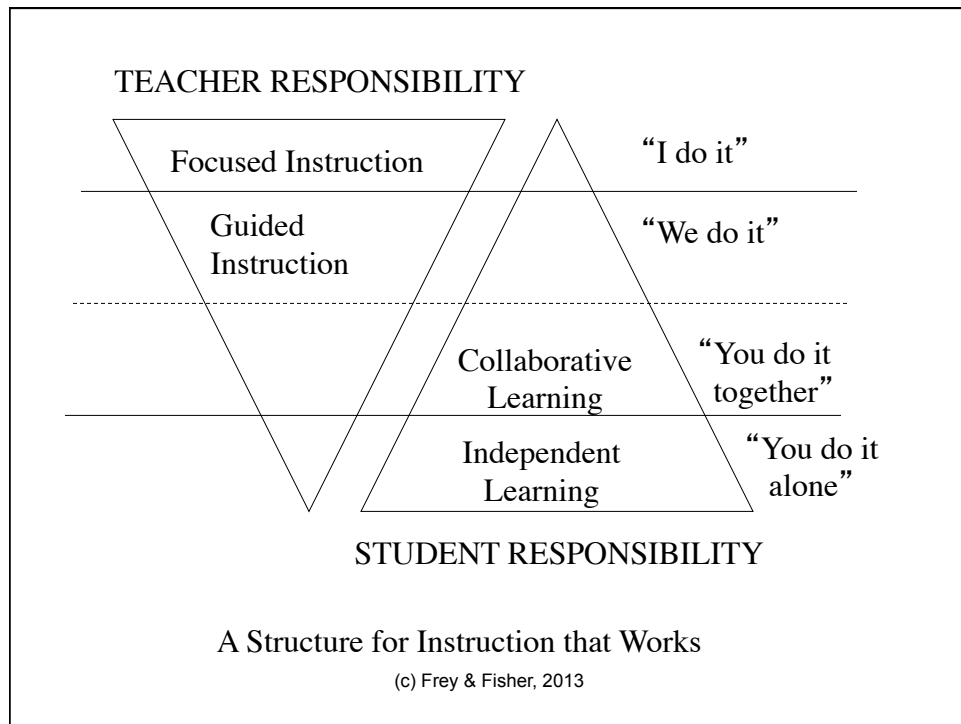 TEACHER RESPONSIBILITY
Focused Instruction
“I do it”
Guided
Instruction
“We do it”
Collaborative
Learning
“You do it
together”
Independent
Learning
“You do it
alone”
STUDENT RESPONSIBILITY
A Structure for Instruction that Works
(c) Frey & Fisher, 2013